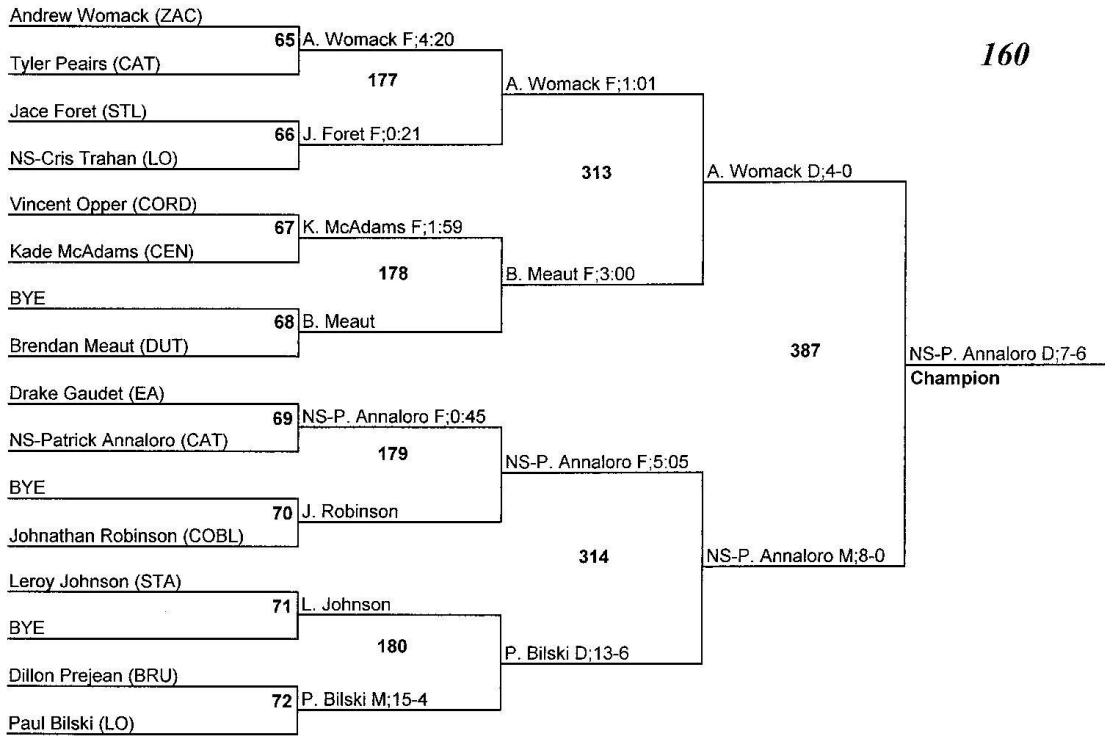 Andrew Womack (ZAC)
65 A. Womack F;4:20
160
Tyler Peairs (CAT)
177
A. Womack F;1:01
Jace Foret (STL)
66 J. Foret F;0:21
NS-Cris Trahan (LO)
313
A. Womack D;4-0
Vincent Opper (CORD)
67 K. McAdams F;1:59
Kade McAdams (CEN)
178
B. Meaut F;3:00
BYE
68 B. Meaut
Brendan Meaut (DUT)
387
NS-P. Annaloro D;7-6
Champion
Drake Gaudet (EA)
69 NS-P. Annaloro F;0:45
NS-Patrick Annaloro (CAT)
179
NS-P. Annaloro F;5:05
BYE
70 J. Robinson
Johnathan Robinson (COBL)
314
NS-P. Annaloro M;8-0
Leroy Johnson (STA)
71 L. Johnson
BYE
180
P. Bilski D;13-6
Dillon Prejean (BRU)
72 P. Bilski M;15-4
Paul Bilski (LO)